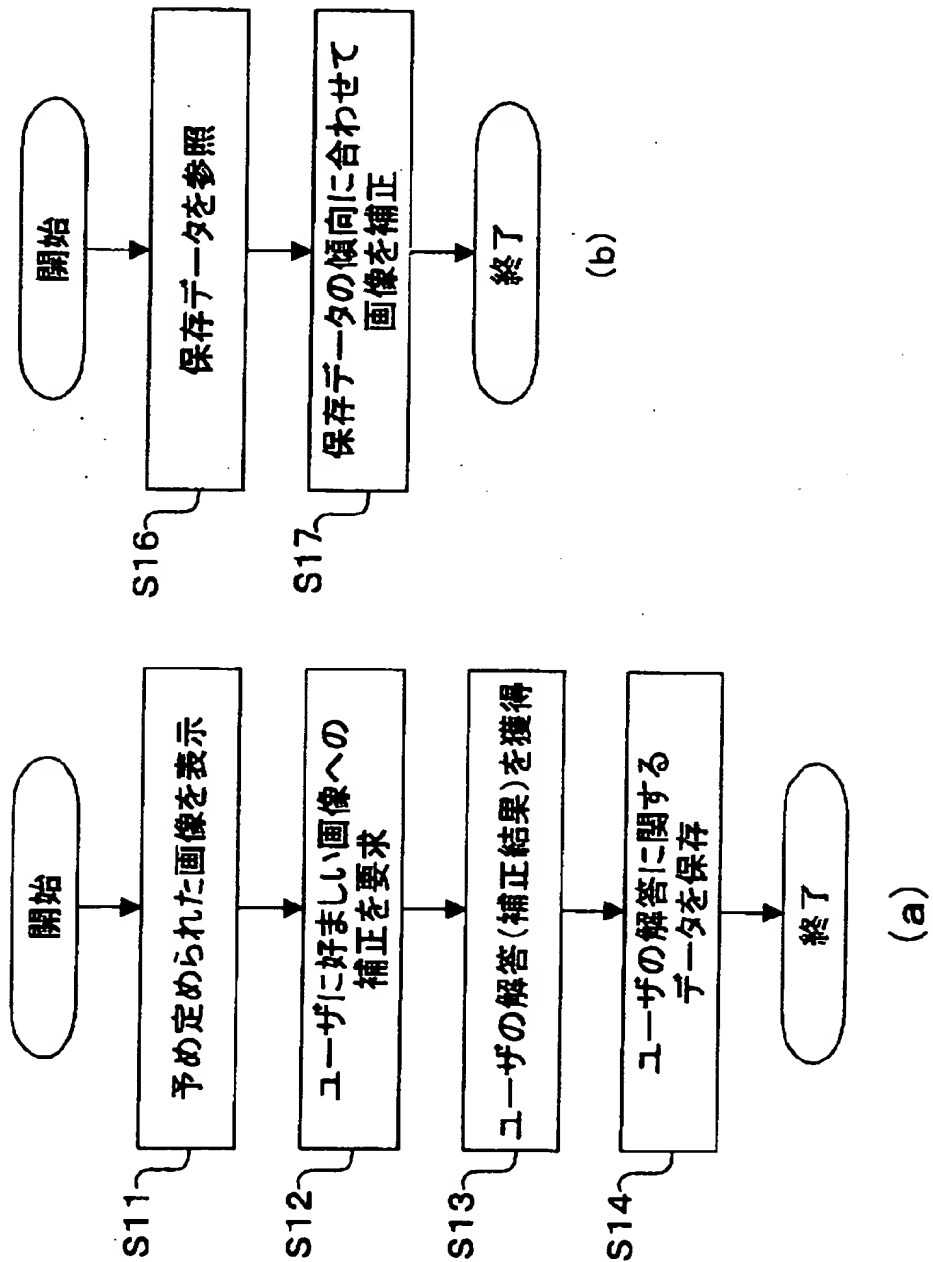 開始
S11
予め定められた画像を表示
S12
ユーザに好ましい画像への
補正を要求
S13
ユーザの解答(補正結果)を獲得
S14
ユーザの解答に関する
データを保存
終了
(a)
開始
S16
保存データを参照
S17
保存データの傾向に合わせて
画像を補正
終了
(b)